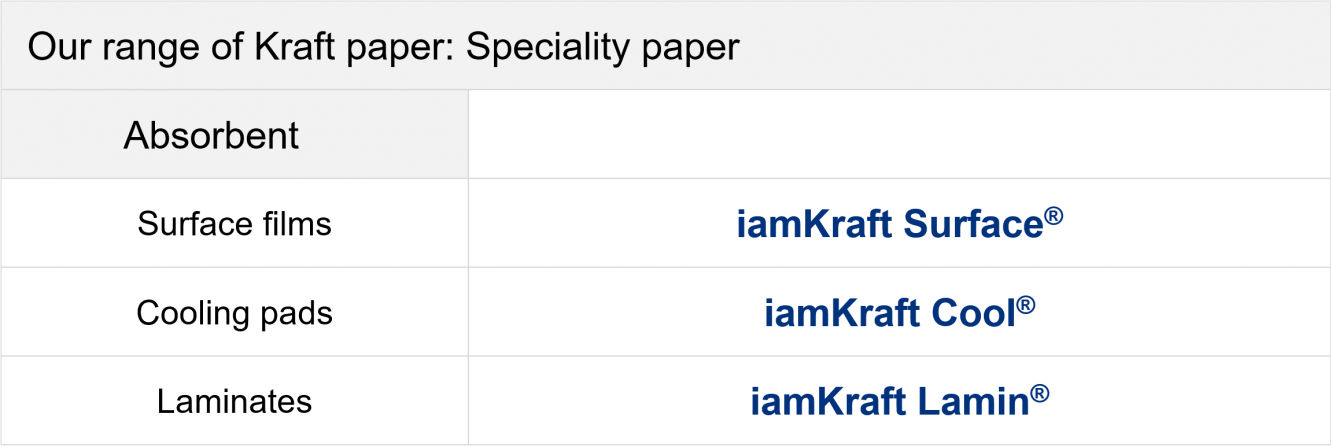 Our range of Kraft paper: Speciality paper
Absorbent
Surface films iamKraft Surface®
Cooling pads iamKraft Cool®
Laminates iamKraft Lamin®